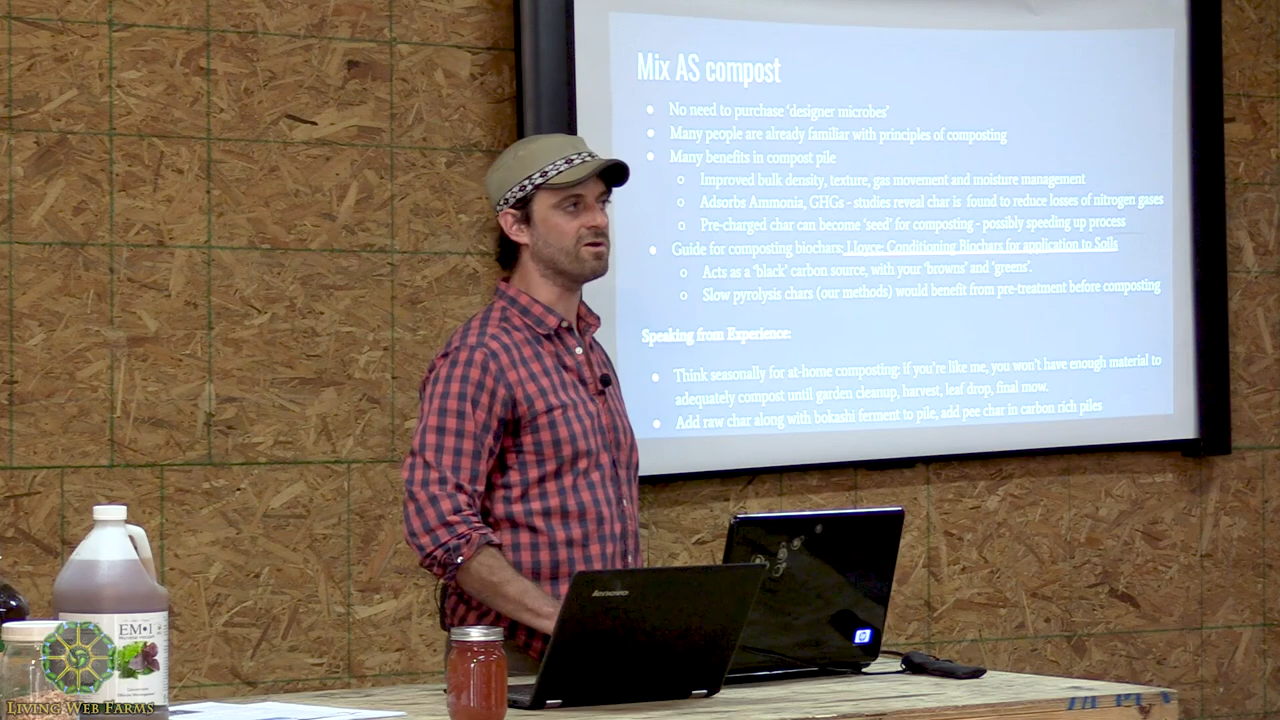 Mix AS compost
● No need to purchase 'designer microbes'
● Many people are already familiar with principles of composting
● Many benefits in compost pile
○ Improved bulk density, texture, gas movement and moisture management
○ Adsorbs Ammonia, GHGs - studies reveal char is found to reduce losses of nitrogen gases
○ Pre-charged char can become 'seed' for composting - possibly speeding up process
● Guide for composting biochars: LJoyce: Conditioning Biochars for application to Soils
○ Acts as a 'black' carbon source, with your 'browns' and 'greens'.
○ Slow pyrolysis chars (our methods) would benefit from pre-treatment before composting
Speaking from Experience:
● Think seasonally for at-home composting: if you're like me, you won't have enough material to
adequately compost until garden cleanup, harvest, leaf drop, final mow.
● Add raw char along with bokashi ferment to pile, add pee char in carbon rich piles
lenovo
hp
EM•1
LIVING WEB FARMS